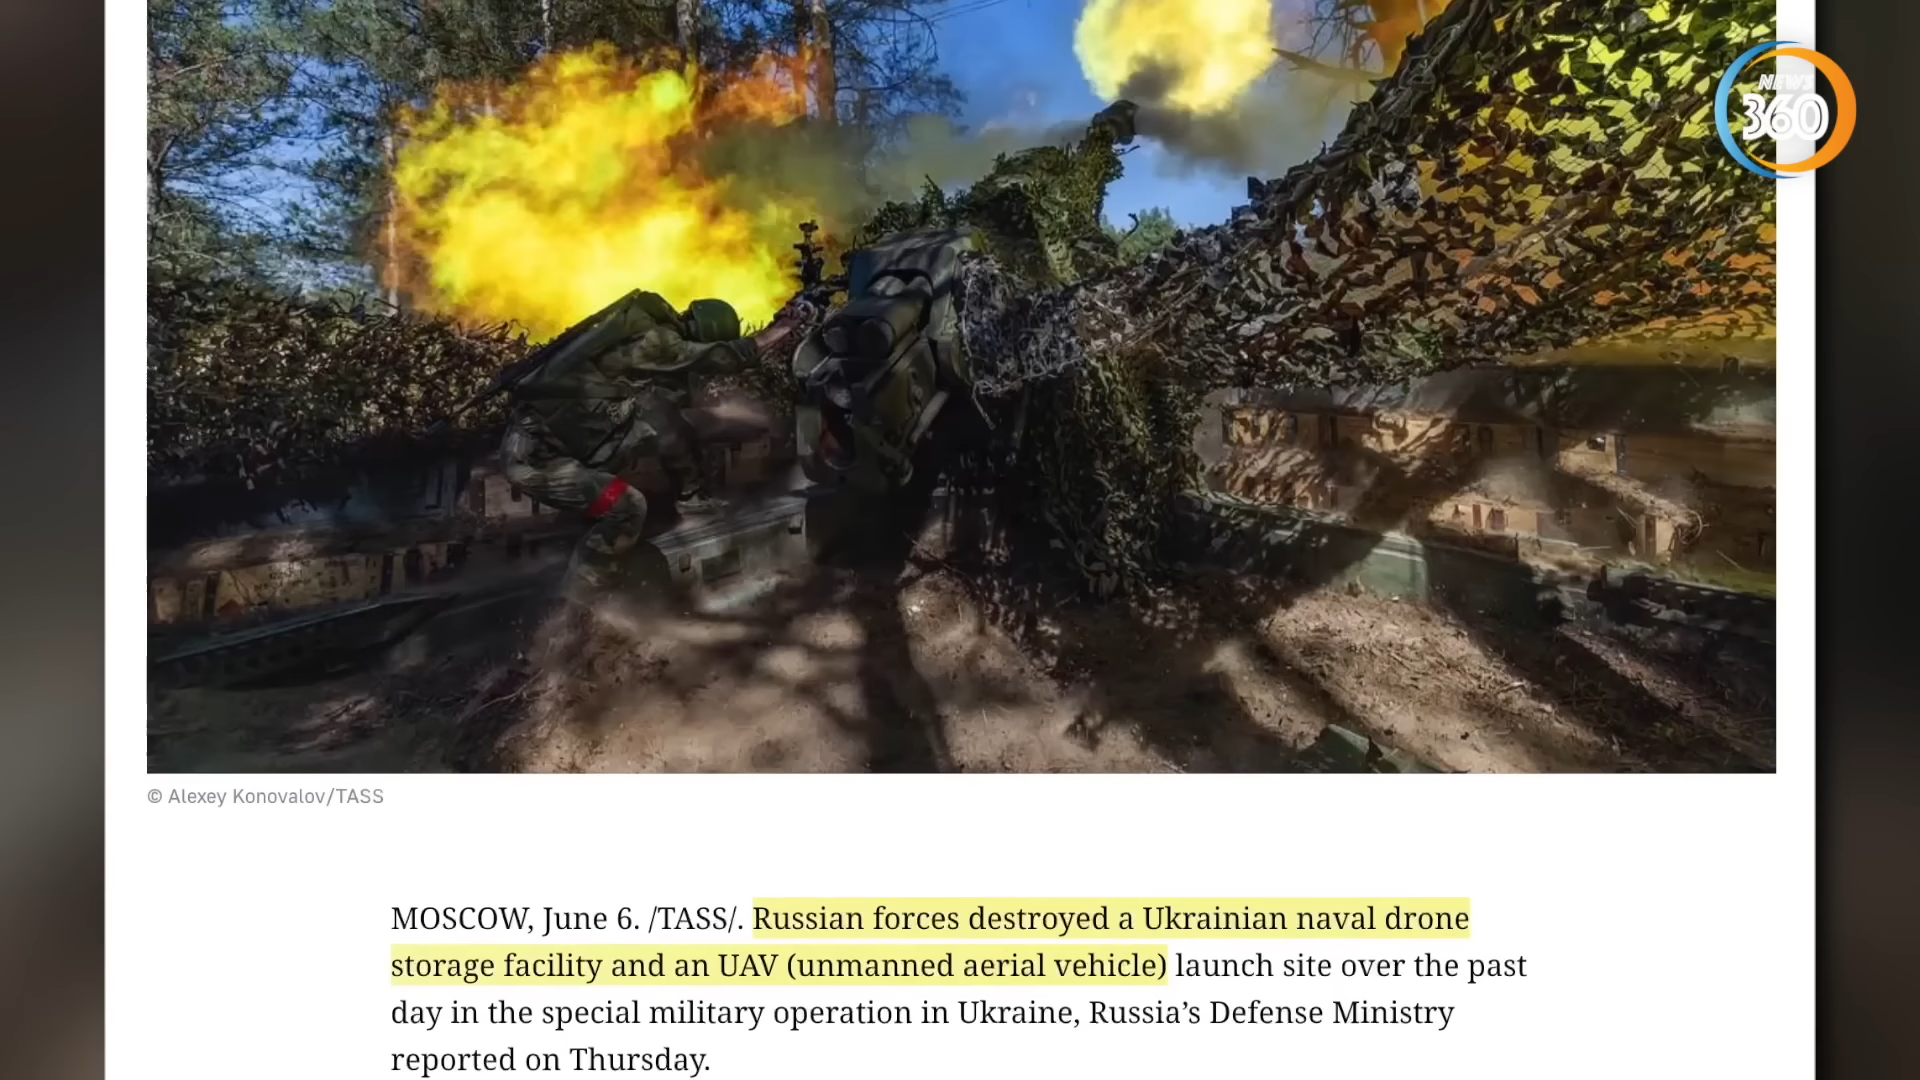 NEWS
360
© Alexey Konovalov/TASS
MOSCOW, June 6. /TASS/. Russian forces destroyed a Ukrainian naval drone
storage facility and an UAV (unmanned aerial vehicle) launch site over the past
day in the special military operation in Ukraine, Russia’s Defense Ministry
reported on Thursday.